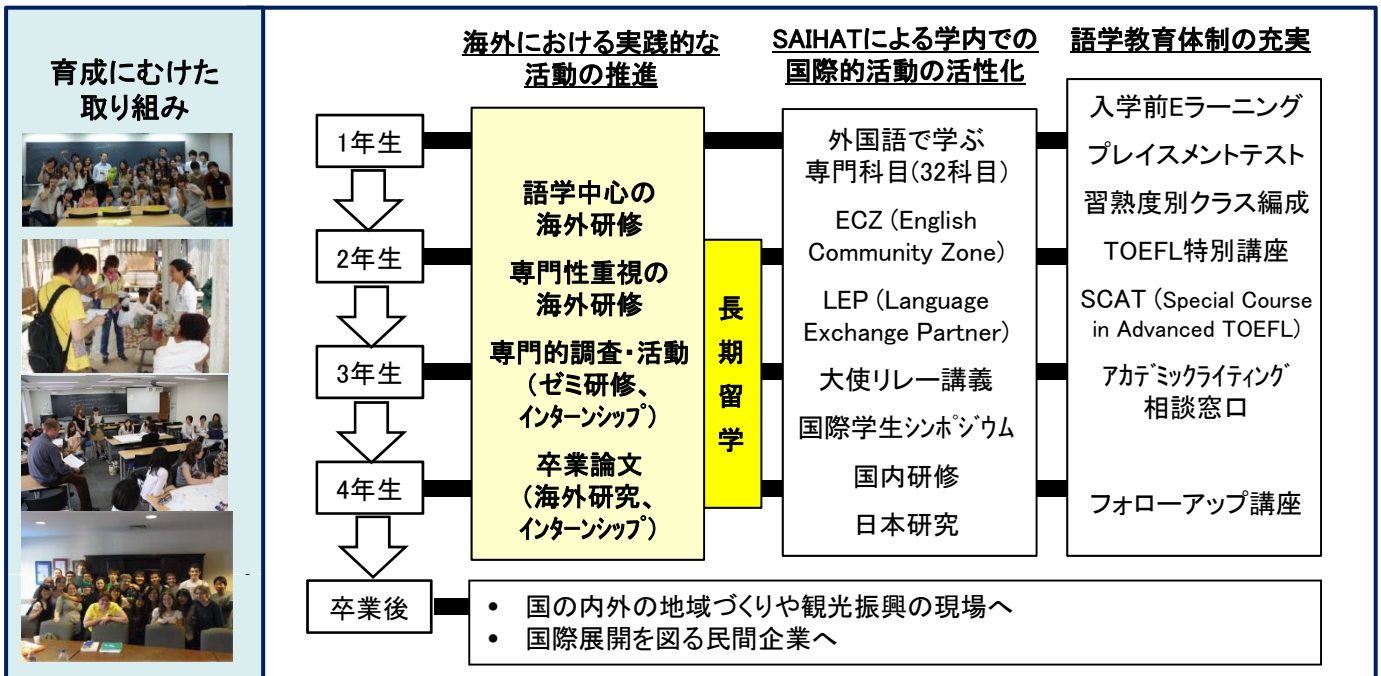 育成にむけた
取り組み
海外における実践的な
活動の推進
SAIHATによる学内での
国際的活動の活性化
語学教育体制の充実
1年生
2年生
3年生
4年生
卒業後
語学中心の
海外研修
専門性重視の
海外研修
専門的調査・活動
(ゼミ研修、
インターンシップ)
卒業論文
(海外研究、
インターンシップ)
長
期
留
学
外国語で学ぶ
専門科目(32科目)
ECZ (English
Community Zone)
LEP (Language
Exchange Partner)
大使リレー講義
国際学生シンポジウム
国内研修
日本研究
入学前Eラーニング
プレイスメントテスト
習熟度別クラス編成
TOEFL特別講座
SCAT (Special Course
in Advanced TOEFL)
アカデミックライティング
相談窓口
フォローアップ講座
• 国の内外の地域づくりや観光振興の現場へ
• 国際展開を図る民間企業へ